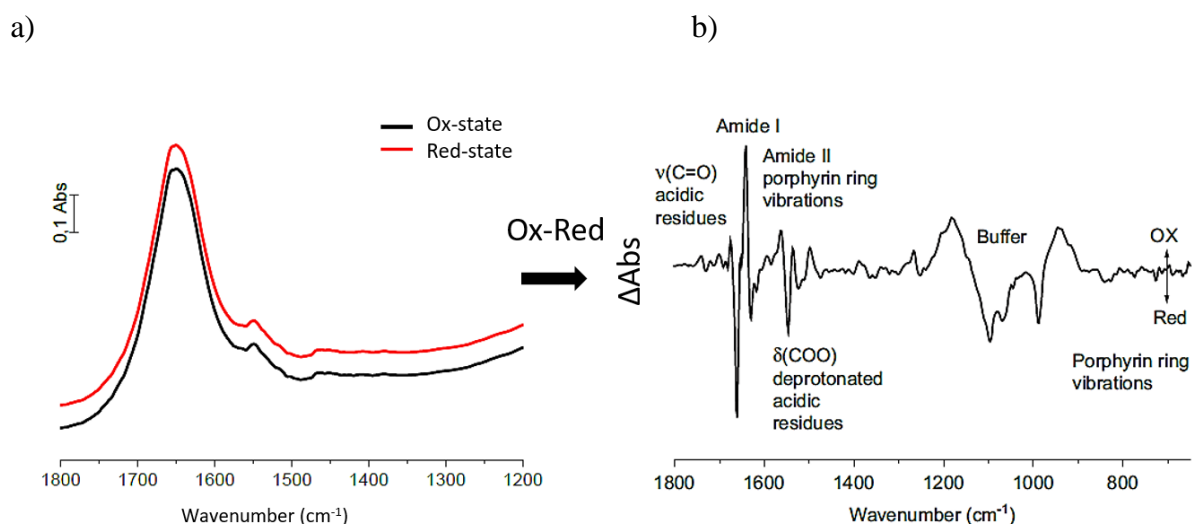 a)
b)
Ox-state
Red-state
0,1 Abs
1800 1700 1600 1500 1400 1300 1200
Wavenumber (cm⁻¹)
Ox-Red
ΔAbs
Amide I
ν(C=O)
acidic
residues
Amide II
porphyrin ring
vibrations
Buffer
OX
Red
δ(COO)
deprotonated
acidic
residues
Porphyrin ring
vibrations
1800 1600 1400 1200 1000 800
Wavenumber (cm⁻¹)